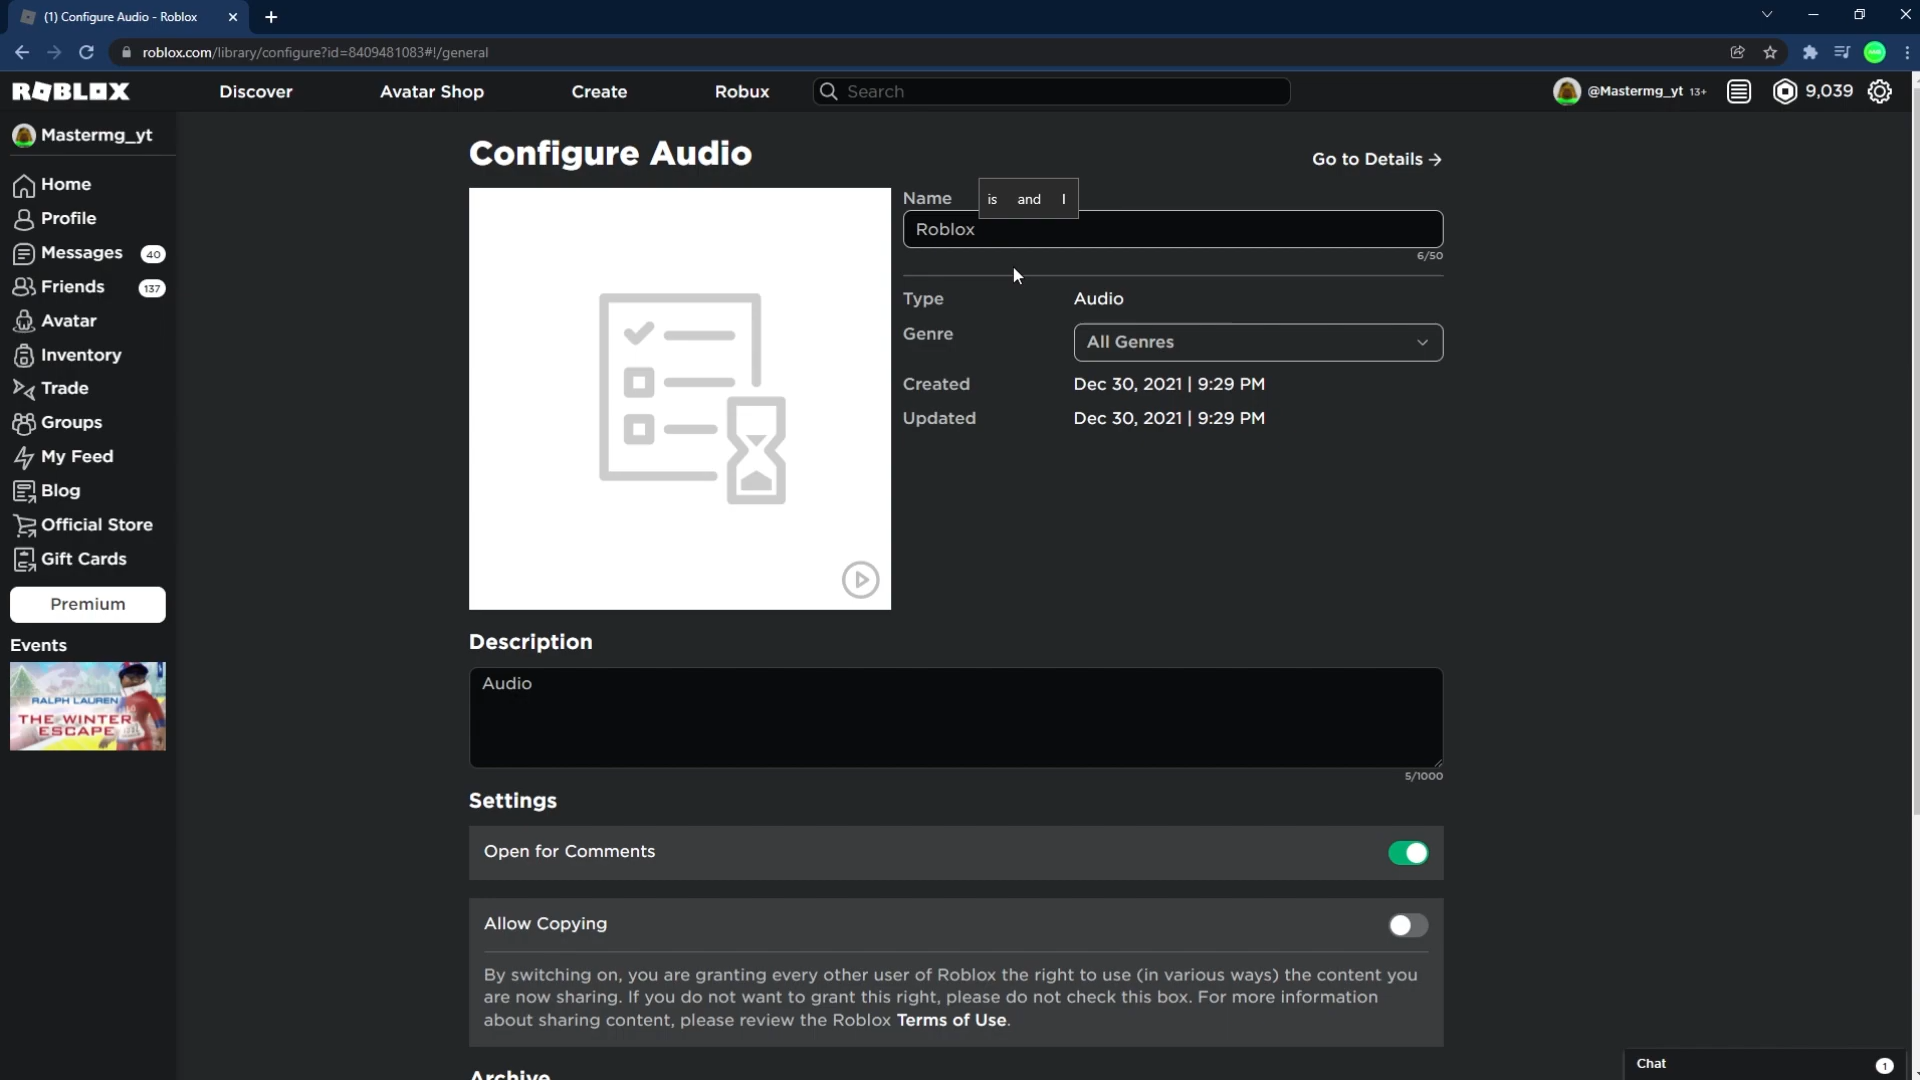 (1) Configure Audio - Roblox
roblox.com/library/configure?id=8409481083#!/general
ROBLOX
Discover
Avatar Shop
Create
Robux
Search
@Mastermg_yt 13+
9,039
Mastermg_yt
Home
Profile
Messages 40
Friends 137
Avatar
Inventory
Trade
Groups
My Feed
Blog
Official Store
Gift Cards
Premium
Events
RALPH LAUREN
THE WINTER
ESCAPE
Configure Audio
Go to Details →
Name
is and I
Roblox
6/50
Type Audio
Genre All Genres
Created Dec 30, 2021 | 9:29 PM
Updated Dec 30, 2021 | 9:29 PM
Description
Audio
5/1000
Settings
Open for Comments
Allow Copying
By switching on, you are granting every other user of Roblox the right to use (in various ways) the content you
are now sharing. If you do not want to grant this right, please do not check this box. For more information
about sharing content, please review the Roblox Terms of Use.
Archive
Chat 1